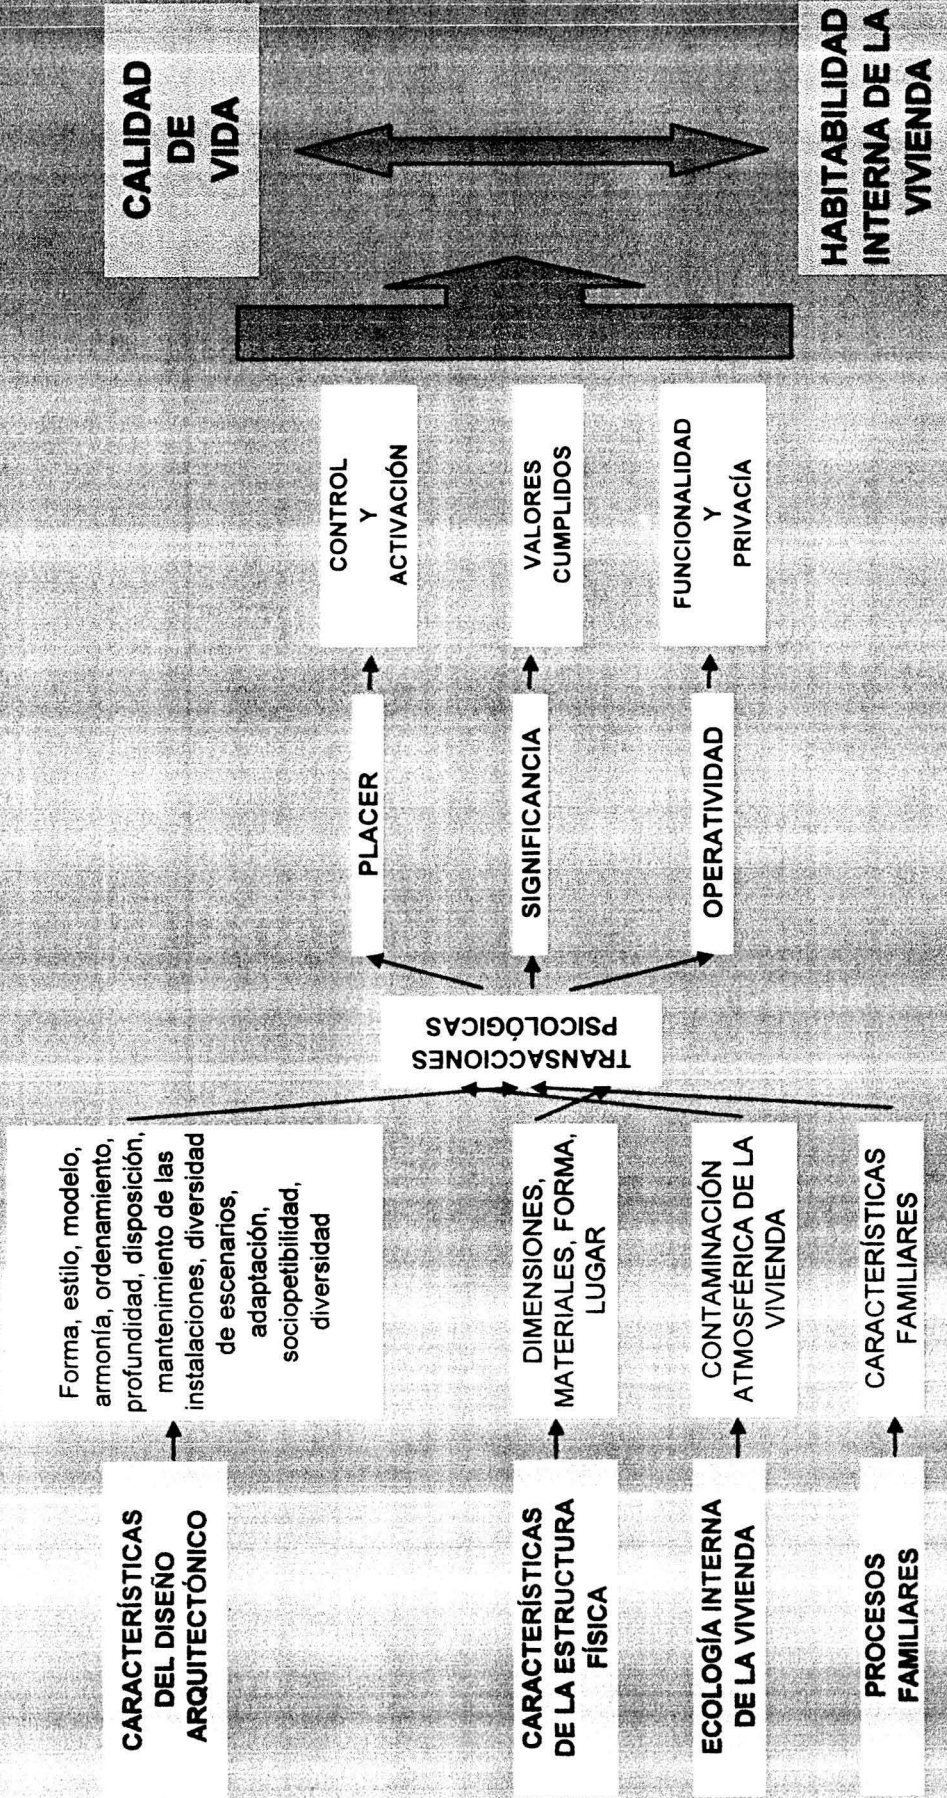 CARACTERÍSTICAS
DEL DISEÑO
ARQUITECTÓNICO
Forma, estilo, modelo,
armonía, ordenamiento,
profundidad, disposición,
mantenimiento de las
instalaciones, diversidad
de escenarios,
adaptación,
sociopetibilidad,
diversidad
CARACTERÍSTICAS
DE LA ESTRUCTURA
FÍSICA
DIMENSIONES,
MATERIALES, FORMA,
LUGAR
ECOLOGÍA INTERNA
DE LA VIVIENDA
CONTAMINACIÓN
ATMOSFÉRICA DE LA
VIVIENDA
PROCESOS
FAMILIARES
CARACTERÍSTICAS
FAMILIARES
TRANSACCIONES
PSICOLÓGICAS
PLACER
CONTROL
Y
ACTIVACIÓN
SIGNIFICANCIA
VALORES
CUMPLIDOS
OPERATIVIDAD
FUNCIONALIDAD
Y
PRIVACÍA
CALIDAD
DE
VIDA
HABITABILIDAD
INTERNA DE LA
VIVIENDA